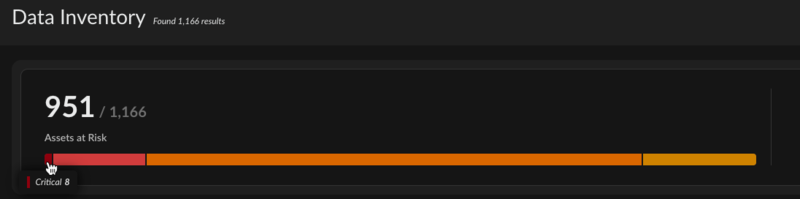 Data Inventory Found 1,166 results
951 / 1,166
Assets at Risk
Critical 8